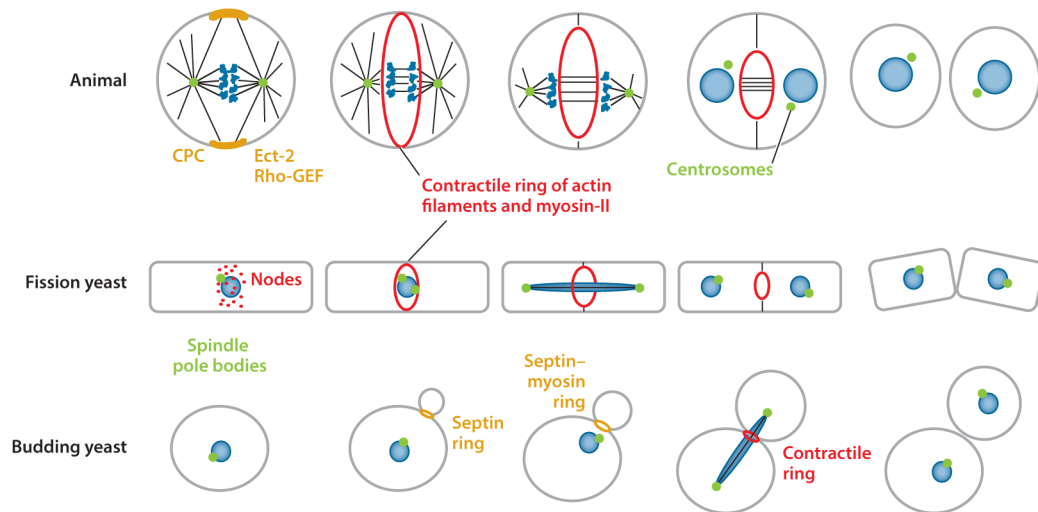 Animal
CPC
Ect-2
Rho-GEF
Contractile ring of actin
filaments and myosin-II
Centrosomes
Fission yeast
Nodes
Spindle
pole bodies
Septin–
myosin
ring
Septin
ring
Budding yeast
Contractile
ring